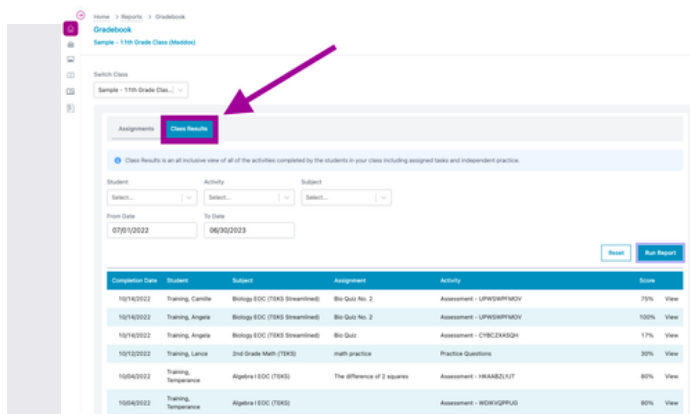 Home > Reports > Gradebook
Gradebook
Sample - 11th Grade Class (Maddox)
Switch Class
Sample - 11th Grade Clas...
Assignments Class Results
Class Results is an all inclusive view of all of the activities completed by the students in your class including assigned tasks and independent practice.
Student Activity Subject
Select... Select... Select...
From Date To Date
07/01/2022 06/30/2023
Reset Run Report
Completion Date Student Subject Assignment Activity Score
10/14/2022 Training, Camille Biology EOC (TEKS Streamlined) Bio Quiz No. 2 Assessment - UPWSWPFMOV 75% View
10/14/2022 Training, Angela Biology EOC (TEKS Streamlined) Bio Quiz No. 2 Assessment - UPWSWPFMOV 100% View
10/14/2022 Training, Angela Biology EOC (TEKS Streamlined) Bio Quiz Assessment - CYBCZXASQH 17% View
10/12/2022 Training, Lance 2nd Grade Math (TEKS) math practice Practice Questions 30% View
10/04/2022 Training, Temperance Algebra I EOC (TEKS) The difference of 2 squares Assessment - 80% View
10/04/2022 Training, Temperance Algebra I EOC (TEKS) Assessment - WDWVQPPUG 80% View